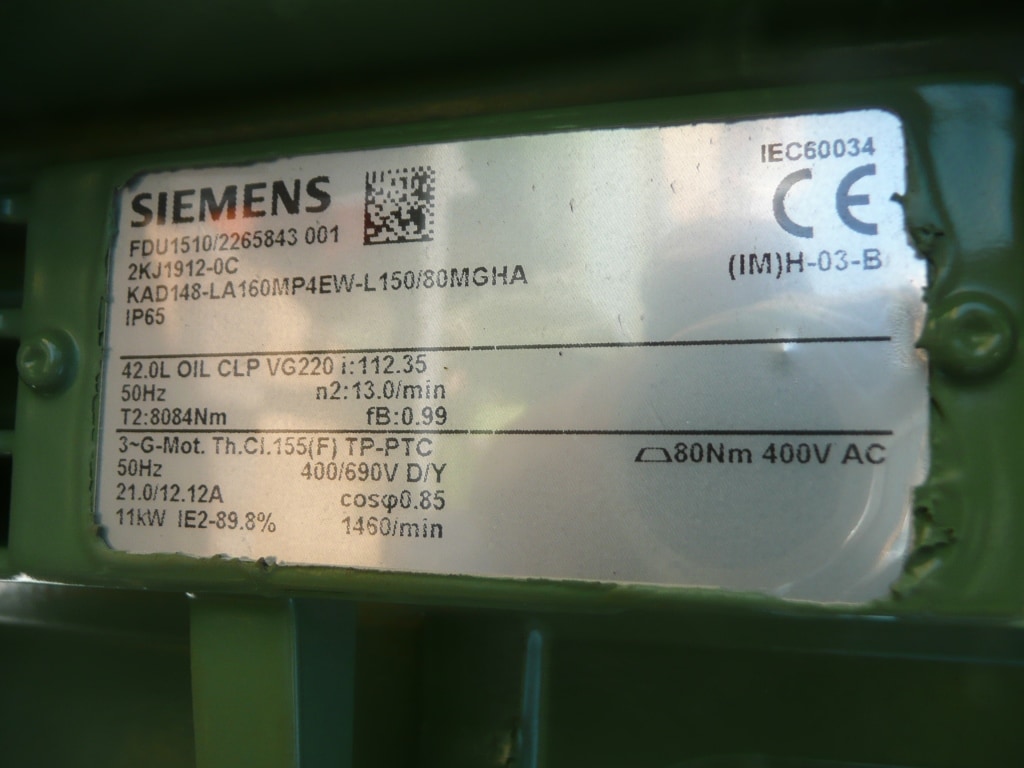 SIEMENS
IEC60034
CE
FDU1510/2265843 001
2KJ1912-0C
(IM)H-03-B
KAD148-LA160MP4EW-L150/80MGHA
IP65
42.0L OIL CLP VG220 i:112.35
50Hz n2:13.0/min
T2:8084Nm fB:0.99
3~G-Mot. Th.Cl.155(F) TP-PTC
80Nm 400V AC
50Hz 400/690V D/Y
21.0/12.12A cosφ0.85
11kW IE2-89.8% 1460/min